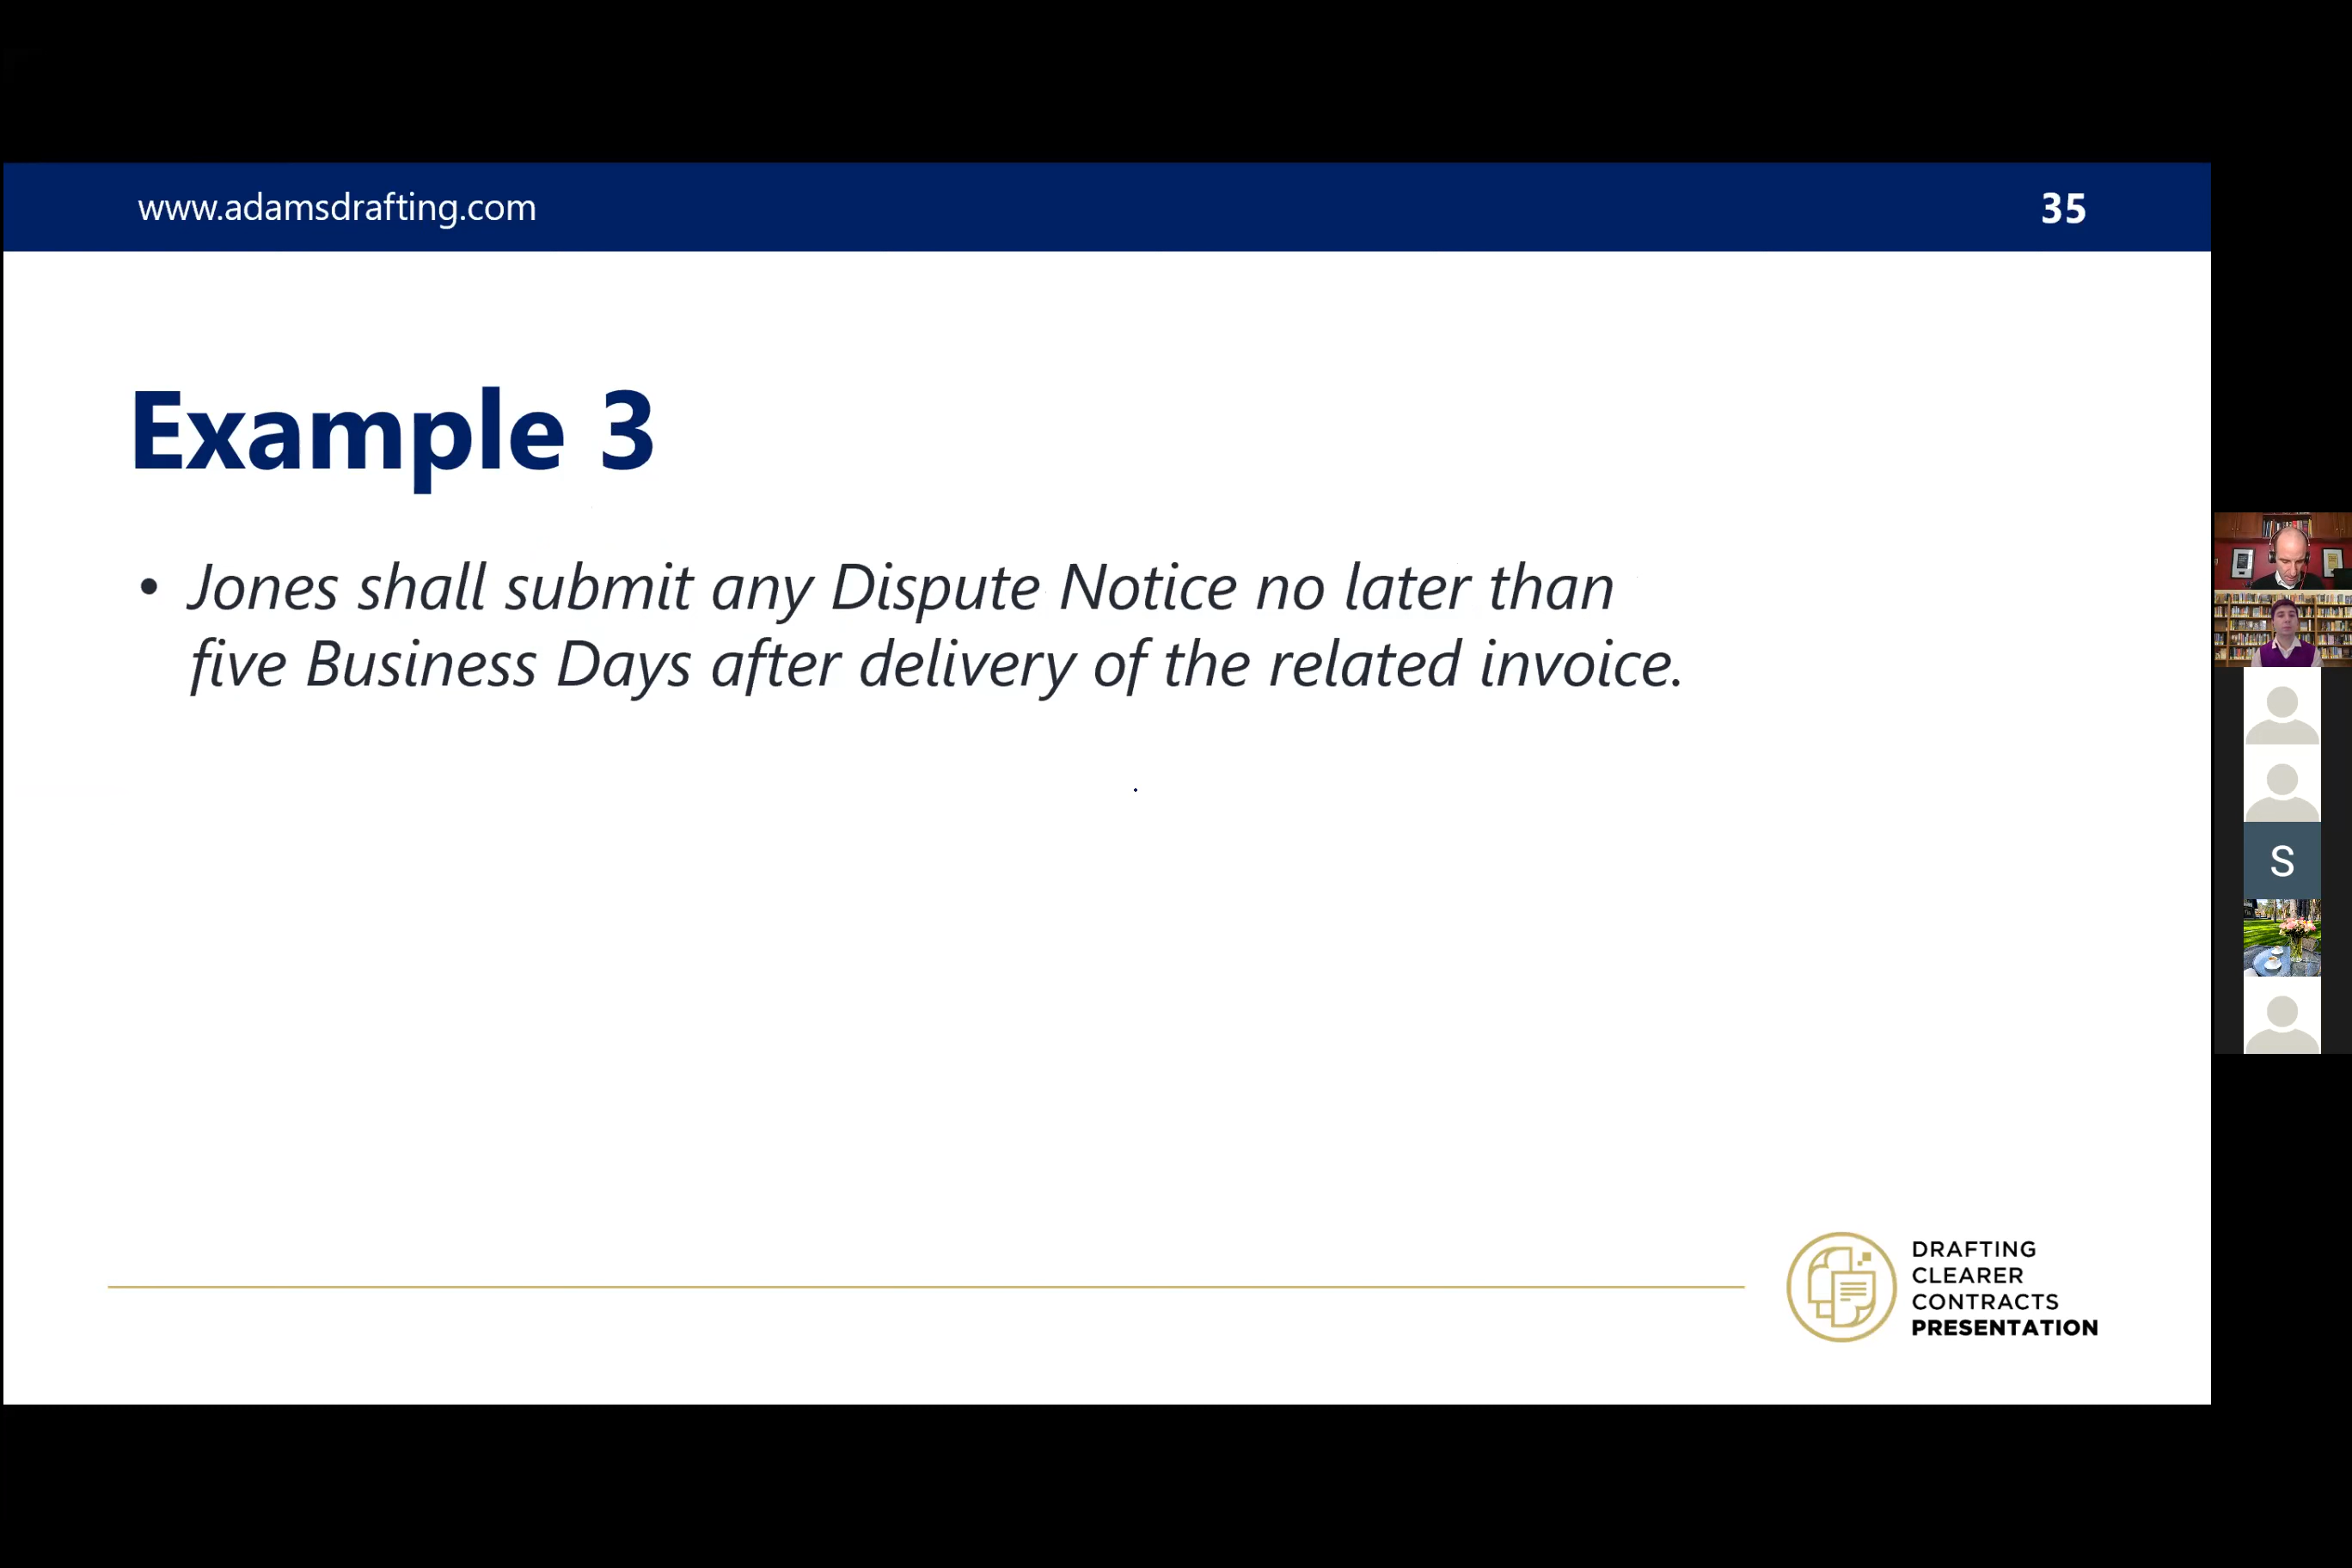 www.adamsdrafting.com
35
Example 3
• Jones shall submit any Dispute Notice no later than
five Business Days after delivery of the related invoice.
S
DRAFTING
CLEARER
CONTRACTS
PRESENTATION